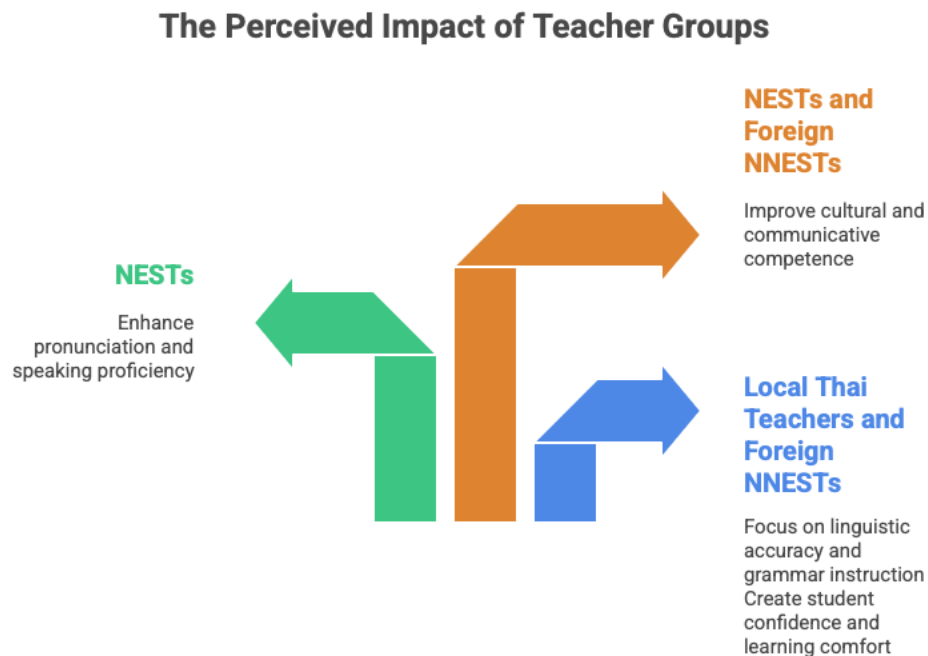 The Perceived Impact of Teacher Groups
NESTs and
Foreign
NNESTs
Improve cultural and
communicative
competence
NESTs
Enhance
pronunciation and
speaking proficiency
Local Thai
Teachers and
Foreign
NNESTs
Focus on linguistic
accuracy and
grammar instruction
Create student
confidence and
learning comfort